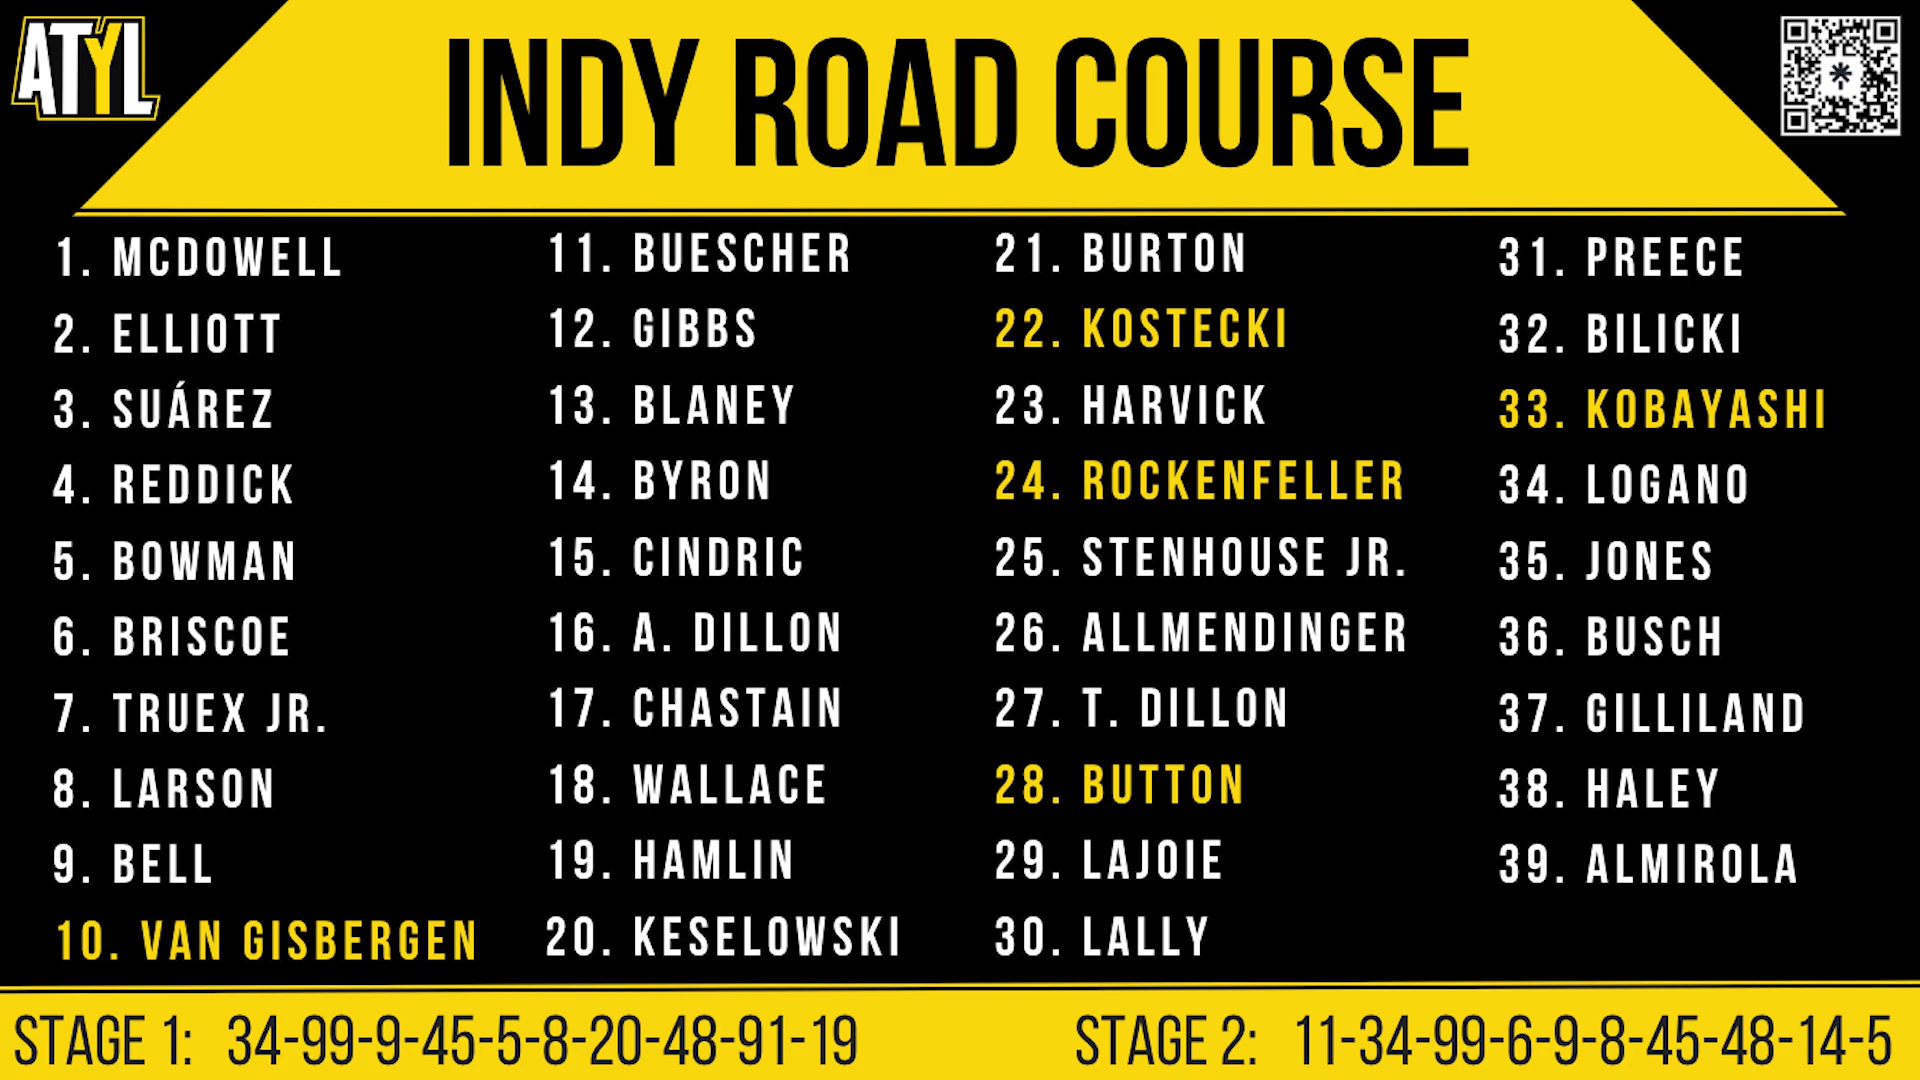 ATYL
INDY ROAD COURSE
1. MCDOWELL
2. ELLIOTT
3. SUÁREZ
4. REDDICK
5. BOWMAN
6. BRISCOE
7. TRUEX JR.
8. LARSON
9. BELL
10. VAN GISBERGEN
11. BUESCHER
12. GIBBS
13. BLANEY
14. BYRON
15. CINDRIC
16. A. DILLON
17. CHASTAIN
18. WALLACE
19. HAMLIN
20. KESELOWSKI
21. BURTON
22. KOSTECKI
23. HARVICK
24. ROCKENFELLER
25. STENHOUSE JR.
26. ALLMENDINGER
27. T. DILLON
28. BUTTON
29. LAJOIE
30. LALLY
31. PREECE
32. BILICKI
33. KOBAYASHI
34. LOGANO
35. JONES
36. BUSCH
37. GILLILAND
38. HALEY
39. ALMIROLA
STAGE 1: 34-99-9-45-5-8-20-48-91-19
STAGE 2: 11-34-99-6-9-8-45-48-14-5